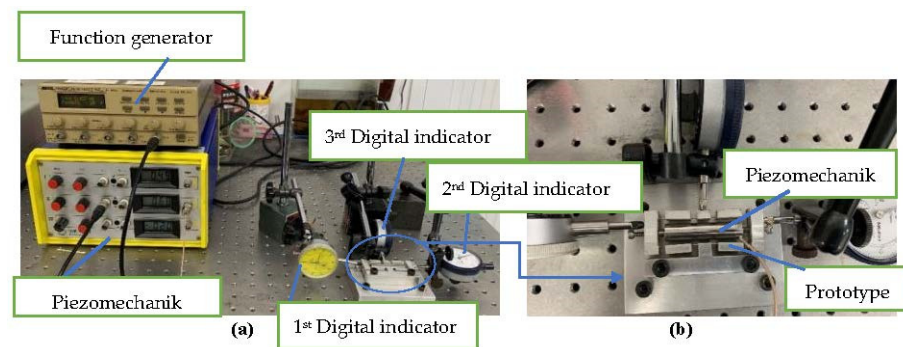 Function generator
3rd Digital indicator
2nd Digital indicator
Piezomechanik
Piezomechanik
Prototype
1st Digital indicator
(a)
(b)